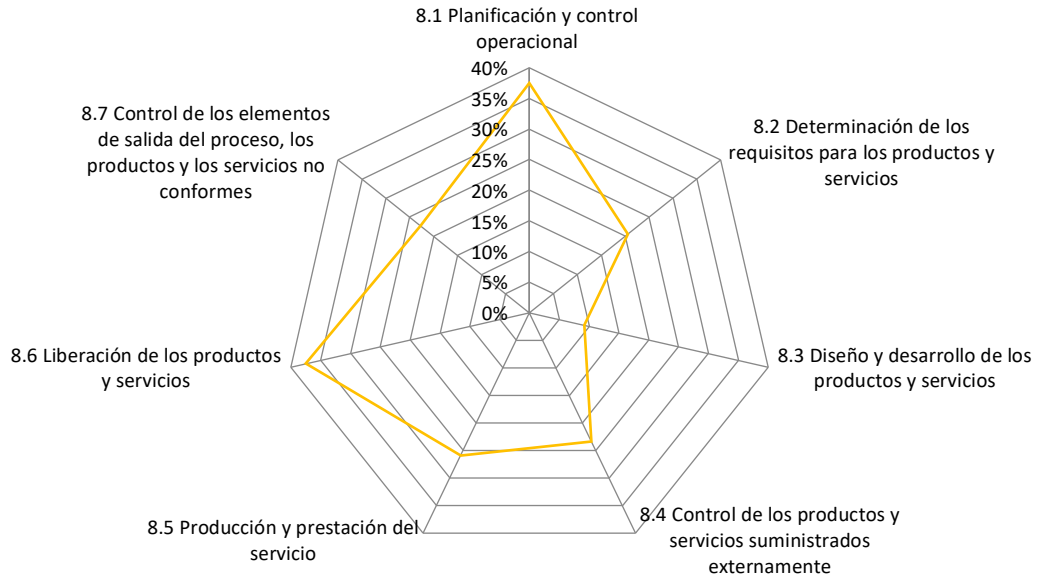 8.1 Planificación y control
operacional
40%
35%
30%
25%
20%
15%
10%
5%
0%
8.2 Determinación de los
requisitos para los productos y
servicios
8.3 Diseño y desarrollo de los
productos y servicios
8.4 Control de los productos y
servicios suministrados
externamente
8.5 Producción y prestación del
servicio
8.6 Liberación de los productos
y servicios
8.7 Control de los elementos
de salida del proceso, los
productos y los servicios no
conformes